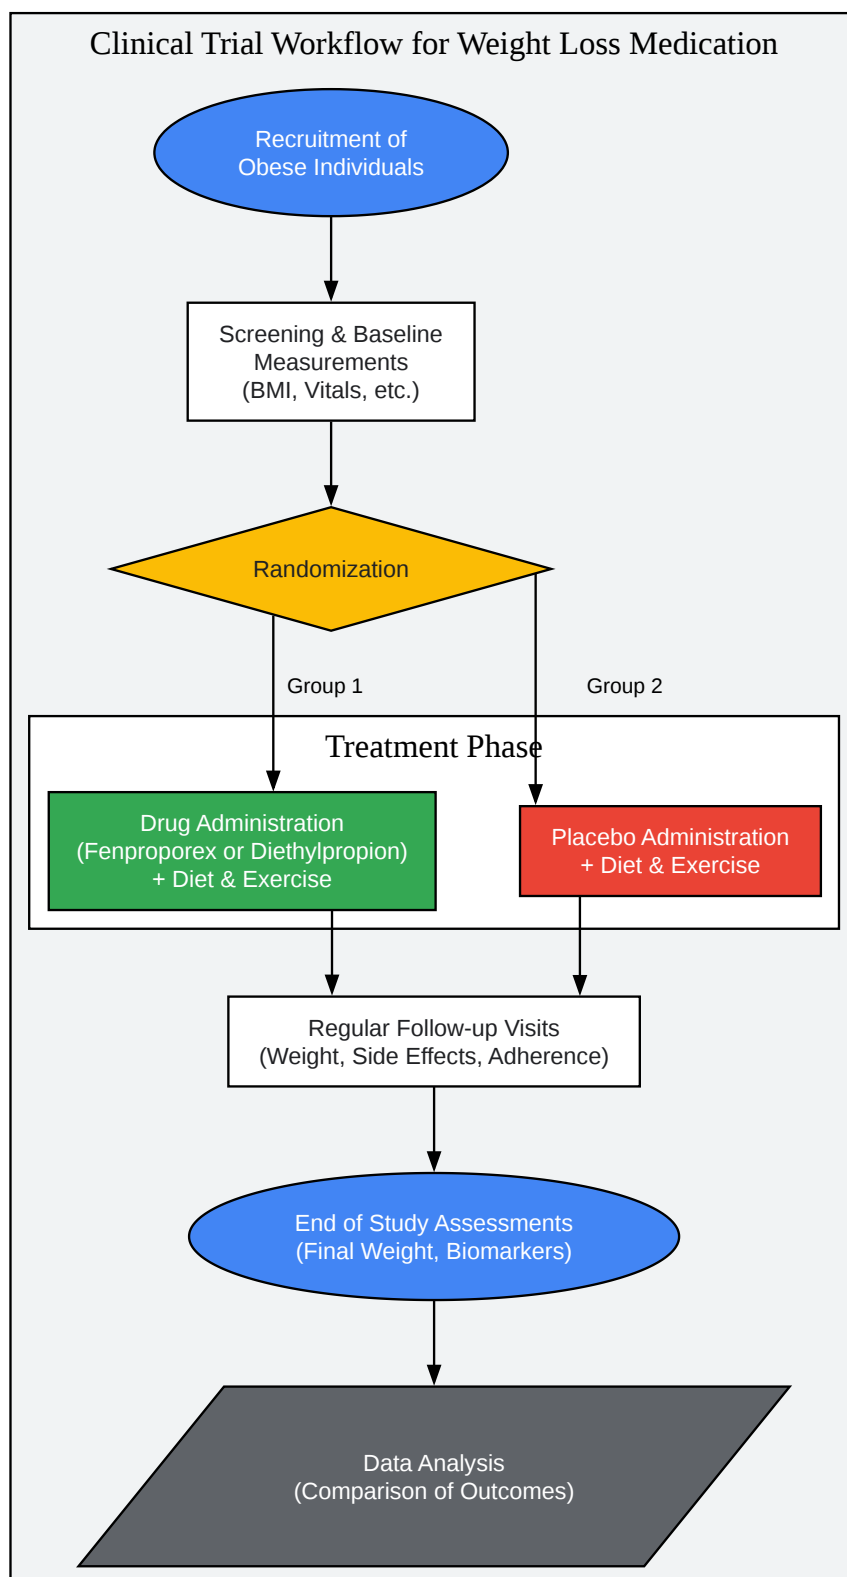 Clinical Trial Workflow for Weight Loss Medication
Recruitment of
Obese Individuals
Screening & Baseline
Measurements
(BMI, Vitals, etc.)
Randomization
Group 1
Group 2
Treatment Phase
Drug Administration
(Fenproporex or Diethylpropion)
+ Diet & Exercise
Placebo Administration
+ Diet & Exercise
Regular Follow-up Visits
(Weight, Side Effects, Adherence)
End of Study Assessments
(Final Weight, Biomarkers)
Data Analysis
(Comparison of Outcomes)